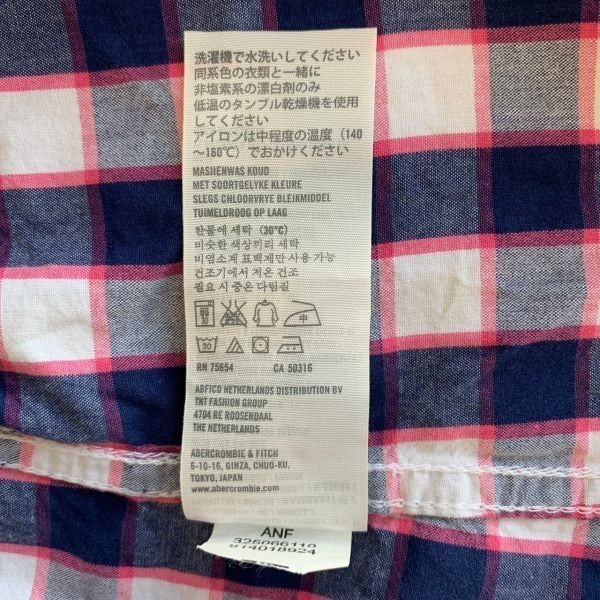 洗濯機で水洗いしてください
同系色の衣類と一緒に
非塩素系の漂白剤のみ
低温のタンブル乾燥機を使用
してください
アイロンは中程度の温度（140
～160℃）でおかけください
MASJIENWAS KOUD
MET SOORTGELYKE KLEURE
SLEGS CHLOORVRYE BLEIKMIDDEL
TUIMELDROOG OP LAAG
찬물에 세탁 (30°C)
비슷한 색상끼리 세탁
비염소계 표백제만 사용 가능
건조기에서 저온 건조
필요 시 중온 다림질
中
30
RN 75654 CA 50316
ABFICO NETHERLANDS DISTRIBUTION BV
TNT FASHION GROUP
4704 RE ROOSENDAAL
THE NETHERLANDS
ABERCROMBIE & FITCH
6-10-16, GINZA, CHUO-KU,
TOKYO, JAPAN
www.abercrombie.com
ANF
325066110
814018924